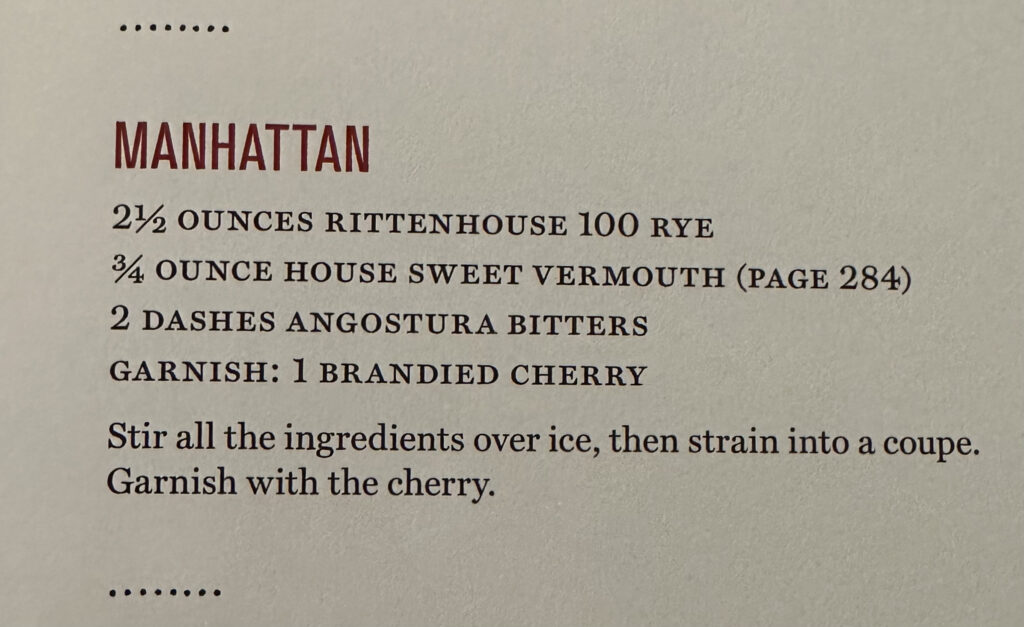 MANHATTAN
2½ OUNCES RITTENHOUSE 100 RYE
¾ OUNCE HOUSE SWEET VERMOUTH (PAGE 284)
2 DASHES ANGOSTURA BITTERS
GARNISH: 1 BRANDIED CHERRY
Stir all the ingredients over ice, then strain into a coupe.
Garnish with the cherry.